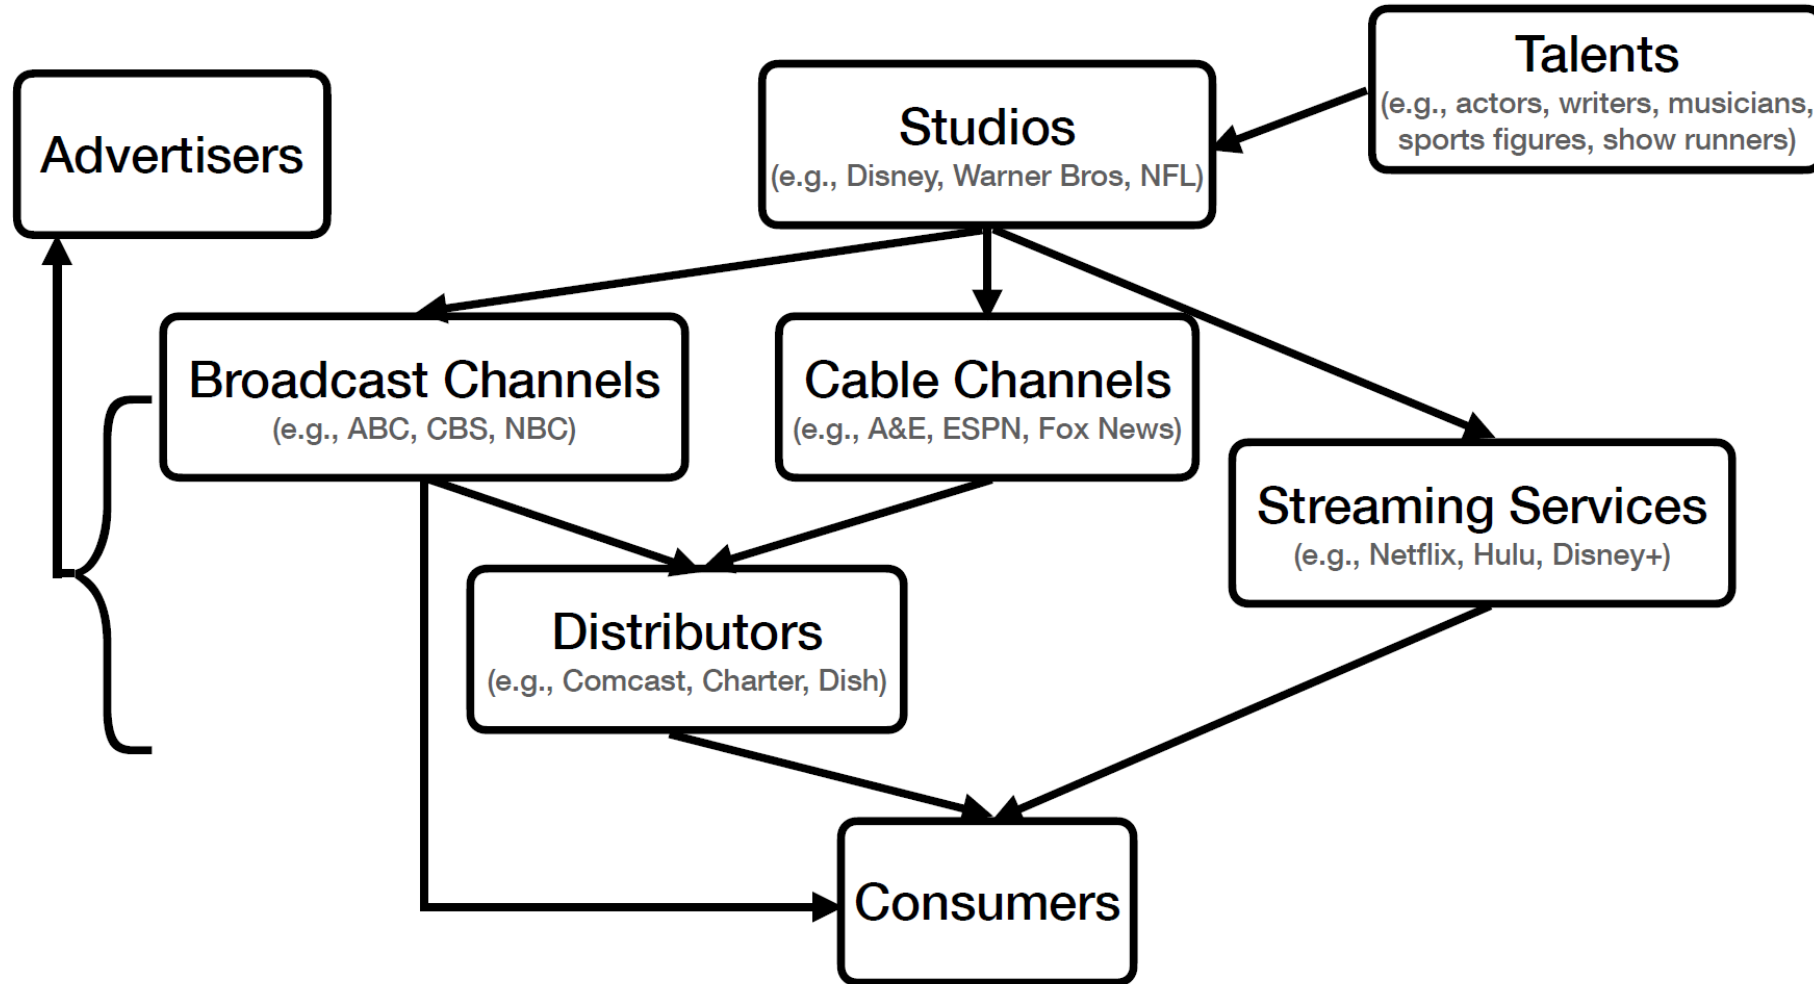 Talents
(e.g., actors, writers, musicians,
sports figures, show runners)
Studios
(e.g., Disney, Warner Bros, NFL)
Advertisers
Broadcast Channels
(e.g., ABC, CBS, NBC)
Cable Channels
(e.g., A&E, ESPN, Fox News)
Streaming Services
(e.g., Netflix, Hulu, Disney+)
Distributors
(e.g., Comcast, Charter, Dish)
Consumers